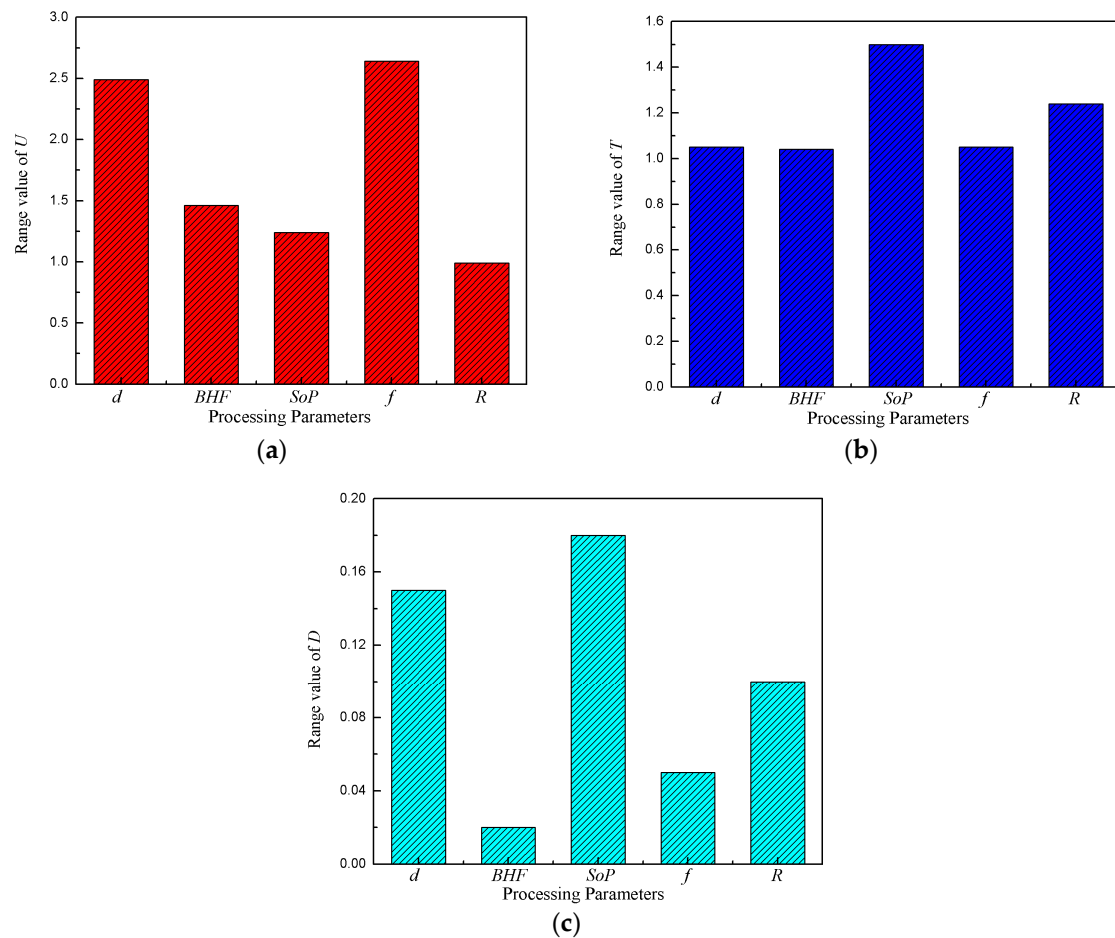 3.0
2.5
2.0
1.5
1.0
0.5
0.0
Range value of U
d BHF SoP f R
Processing Parameters
(a)
1.6
1.4
1.2
1.0
0.8
0.6
0.4
0.2
0.0
Range value of T
d BHF SoP f R
Processing Parameters
(b)
0.20
0.16
0.12
0.08
0.04
0.00
Range value of D
d BHF SoP f R
Processing Parameters
(c)